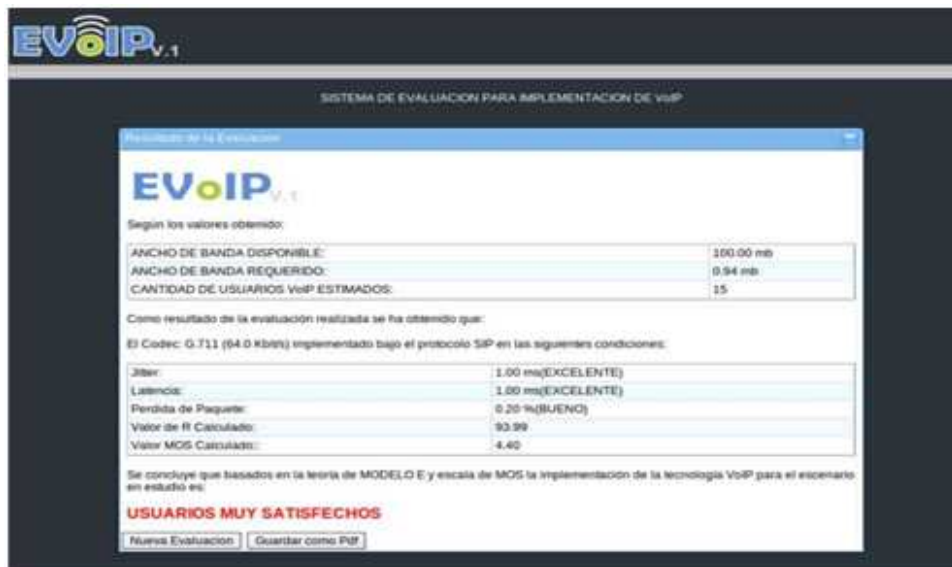 EVoIP V.1
SISTEMA DE EVALUACION PARA IMPLEMENTACION DE VoIP
Resultado de la Evaluacion
EVoIP V.1
Según los valores obtenido:
ANCHO DE BANDA DISPONIBLE: 100.00 mb
ANCHO DE BANDA REQUERIDO: 0.94 mb
CANTIDAD DE USUARIOS VoIP ESTIMADOS: 15
Como resultado de la evaluación realizada se ha obtenido que:
El Codec: G.711 (64.0 Kbit/s) implementado bajo el protocolo SIP en las siguientes condiciones:
Jitter: 1.00 ms(EXCELENTE)
Latencia: 1.00 ms(EXCELENTE)
Perdida de Paquete: 0.20 %(BUENO)
Valor de R Calculado: 93.99
Valor MOS Calculado: 4.40
Se concluye que basados en la teoría de MODELO E y escala de MOS la implementación de la tecnología VoIP para el escenario
en estudio es:
USUARIOS MUY SATISFECHOS
Nueva Evaluacion Guardar como Pdf